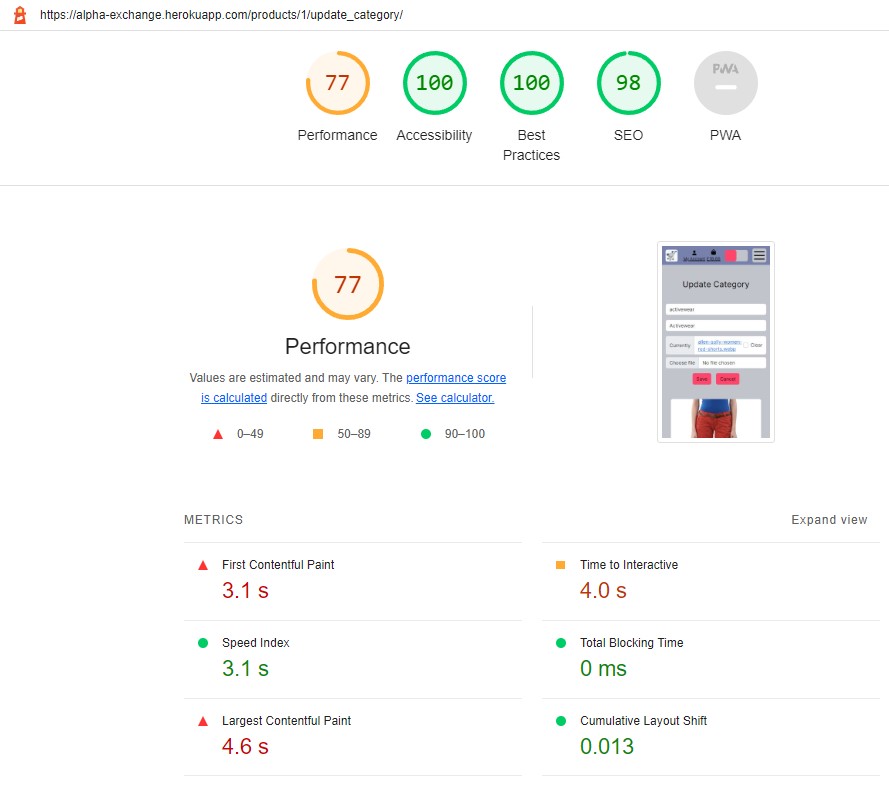 https://alpha-exchange.herokuapp.com/products/1/update_category/
77
100
100
98
PWA
Performance
Accessibility
Best
Practices
SEO
PWA
77
Performance
Values are estimated and may vary. The performance score
is calculated directly from these metrics. See calculator.
0–49
50–89
90–100
Update Category
activewear
Activewear
Currently
Clear
Choose file
No file chosen
Save
Cancel
METRICS
Expand view
First Contentful Paint
3.1 s
Time to Interactive
4.0 s
Speed Index
3.1 s
Total Blocking Time
0 ms
Largest Contentful Paint
4.6 s
Cumulative Layout Shift
0.013